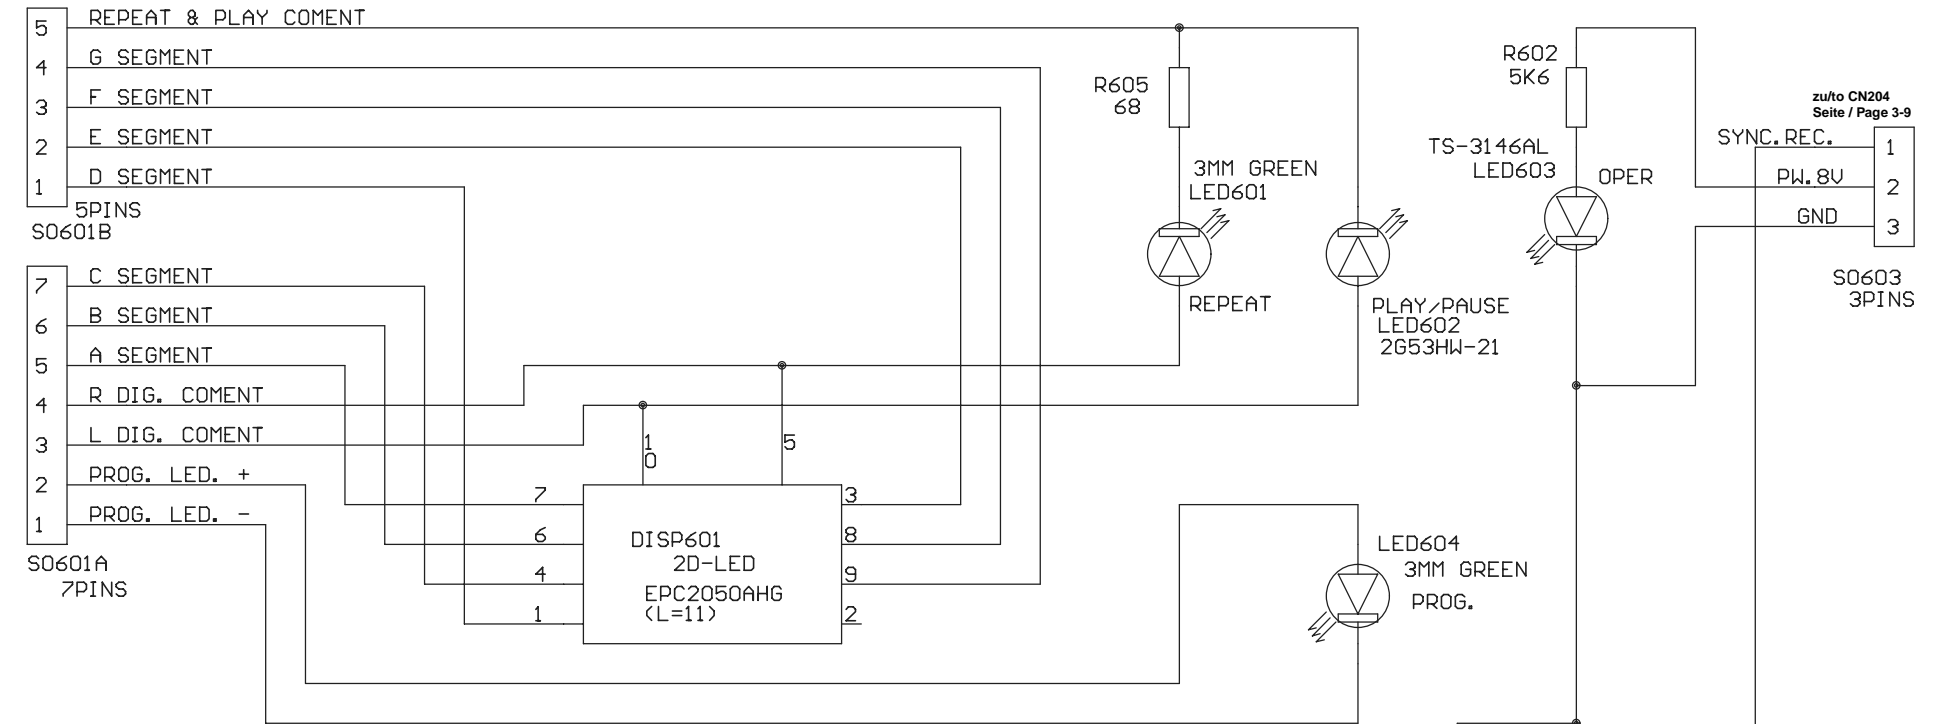 5 REPEAT & PLAY COMENT
4 G SEGMENT
3 F SEGMENT
2 E SEGMENT
1 D SEGMENT
5PINS
SO601B
7 C SEGMENT
6 B SEGMENT
5 A SEGMENT
4 R DIG. COMENT
3 L DIG. COMENT
2 PROG. LED. +
1 PROG. LED. -
SO601A
7PINS
1
0
5
7
6
4
1
DISP601
2D-LED
EPC2050AHG
(L=11)
3
8
9
2
R605
68
3MM GREEN
LED601
REPEAT
PLAY/PAUSE
LED602
2G53HW-21
R602
5K6
TS-3146AL
LED603
OPER
zu/to CN204
Seite / Page 3-9
SYNC.REC. 1
PW.8V 2
GND 3
SO603
3PINS
LED604
3MM GREEN
PROG.